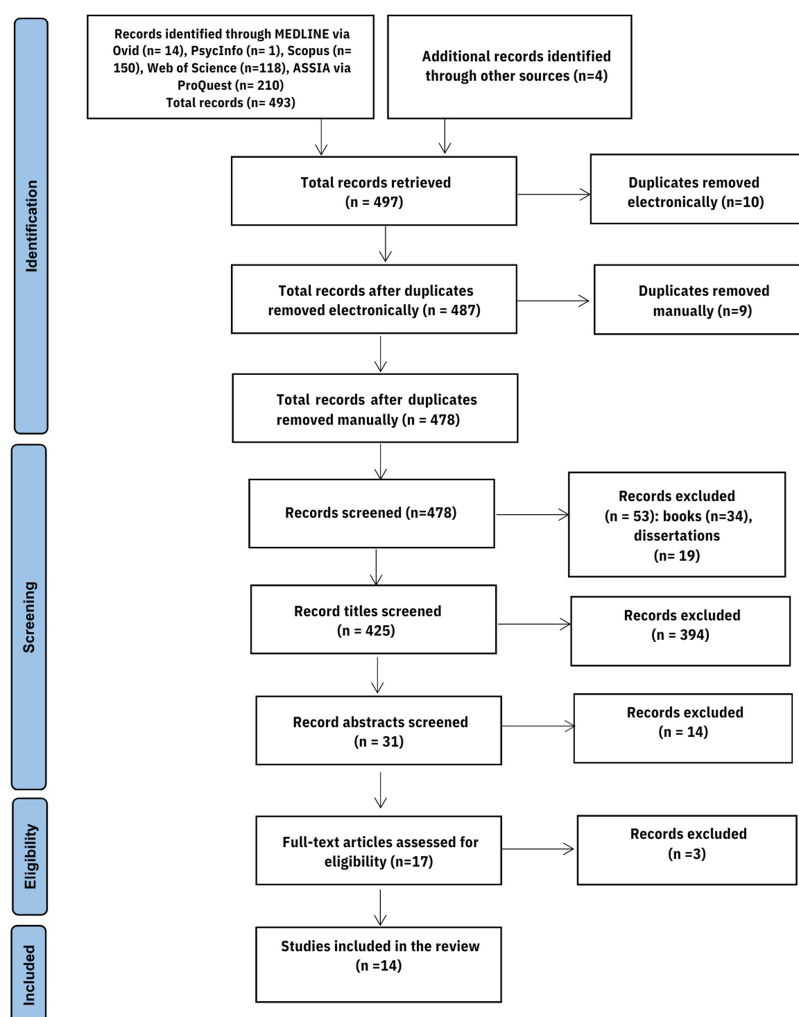 Identification
Records identified through MEDLINE via
Ovid (n= 14), PsycInfo (n= 1), Scopus (n=
150), Web of Science (n=118), ASSIA via
ProQuest (n= 210)
Total records (n= 493)
Additional records identified
through other sources (n=4)
Total records retrieved
(n = 497)
Duplicates removed
electronically (n=10)
Total records after duplicates
removed electronically (n = 487)
Duplicates removed
manually (n=9)
Total records after duplicates
removed manually (n = 478)
Screening
Records screened (n=478)
Records excluded
(n = 53): books (n=34),
dissertations
(n= 19)
Record titles screened
(n = 425)
Records excluded
(n = 394)
Record abstracts screened
(n = 31)
Records excluded
(n = 14)
Eligibility
Full-text articles assessed for
eligibility (n=17)
Records excluded
(n =3)
Included
Studies included in the review
(n =14)